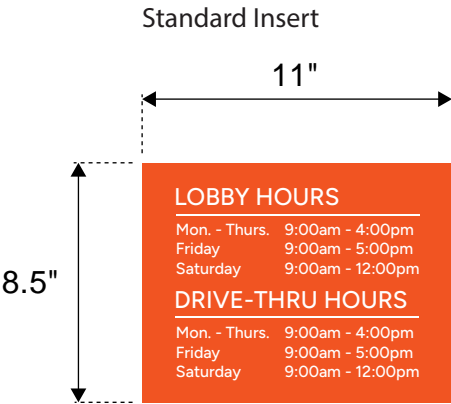 Standard Insert
11"
8.5"
LOBBY HOURS
Mon. - Thurs. 9:00am - 4:00pm
Friday 9:00am - 5:00pm
Saturday 9:00am - 12:00pm
DRIVE-THRU HOURS
Mon. - Thurs. 9:00am - 4:00pm
Friday 9:00am - 5:00pm
Saturday 9:00am - 12:00pm